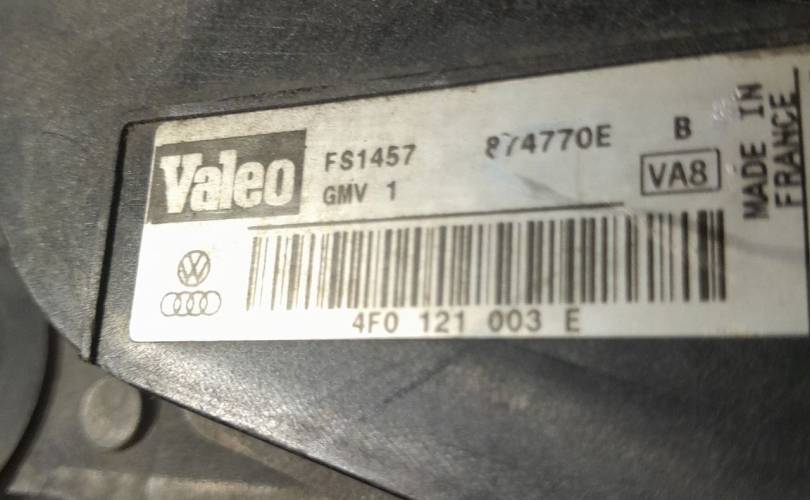 Valeo FS1457 874770E B
GMV 1 VA8
MADE IN
FRANCE
4F0 121 003 E